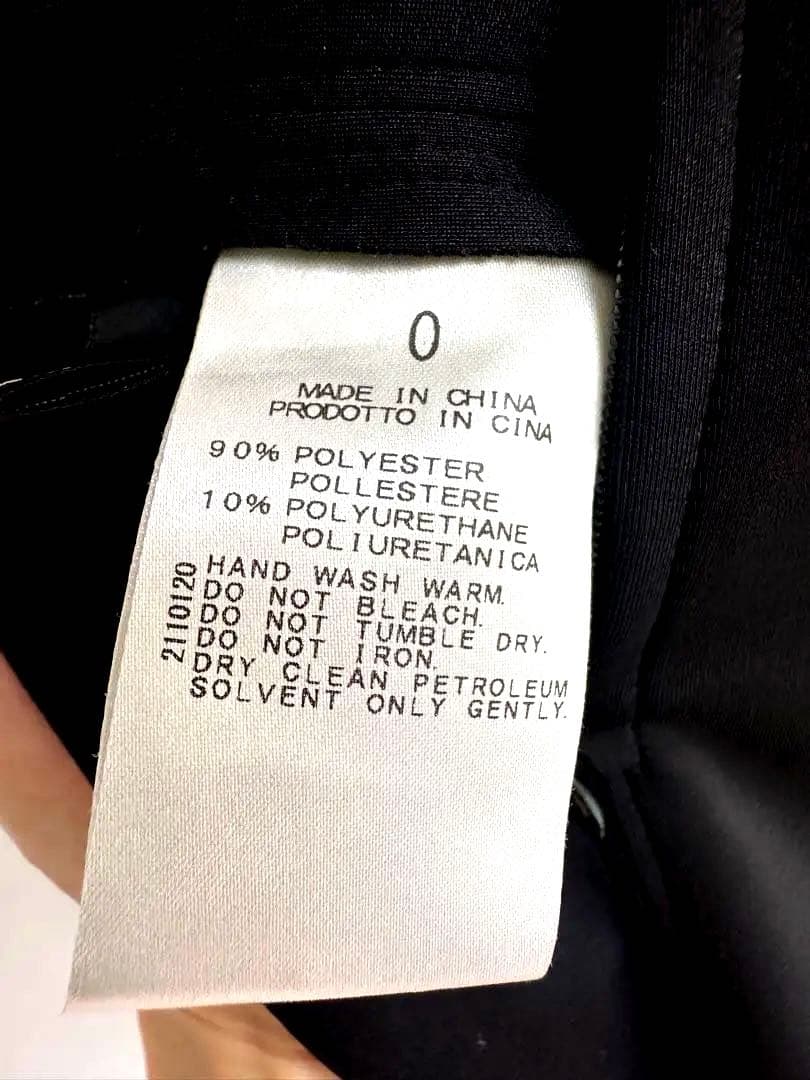 0
MADE IN CHINA
PRODOTTO IN CINA
90% POLYESTER
POLLESTERE
10% POLYURETHANE
POLIURETANICA
HAND WASH WARM.
DO NOT BLEACH.
DO NOT TUMBLE DRY.
DO NOT IRON.
DRY CLEAN PETROLEUM
SOLVENT ONLY GENTLY.
2110120